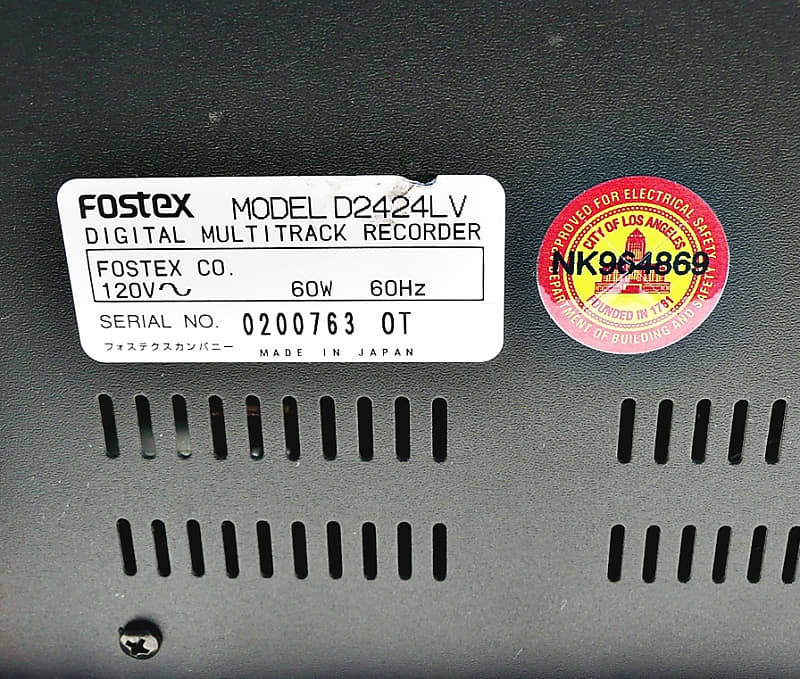 Fostex MODEL D2424LV
DIGITAL MULTITRACK RECORDER
FOSTEX CO.
120V∿ 60W 60Hz
SERIAL NO. 0200763 0T
フォステクスカンパニー MADE IN JAPAN
APPROVED FOR ELECTRICAL SAFETY
CITY OF LOS ANGELES
NK964869
FOUNDED IN 1781
DEPARTMENT OF BUILDING AND SAFETY